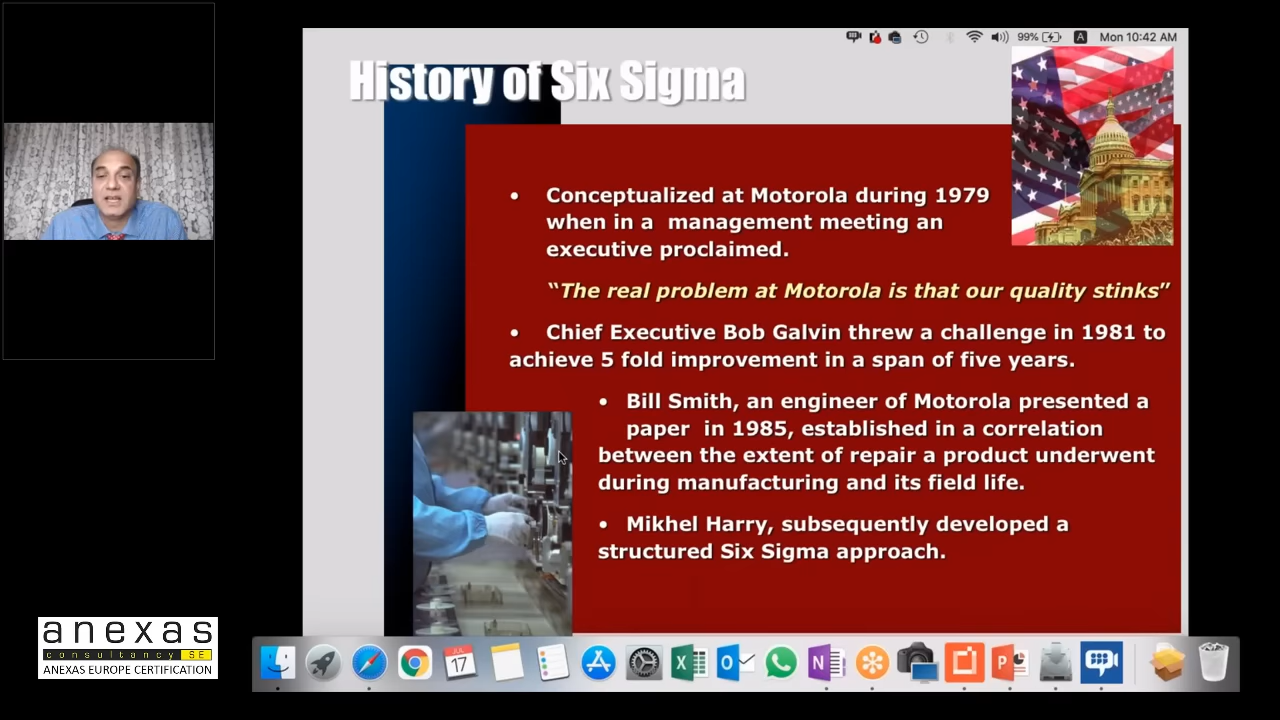 99%
A
Mon 10:42 AM
History of Six Sigma
• Conceptualized at Motorola during 1979
when in a management meeting an
executive proclaimed.
“The real problem at Motorola is that our quality stinks”
• Chief Executive Bob Galvin threw a challenge in 1981 to
achieve 5 fold improvement in a span of five years.
• Bill Smith, an engineer of Motorola presented a
paper in 1985, established in a correlation
between the extent of repair a product underwent
during manufacturing and its field life.
• Mikhel Harry, subsequently developed a
structured Six Sigma approach.
anexas
consultancy SE
ANEXAS EUROPE CERTIFICATION
JUL
17
X
O
N
P